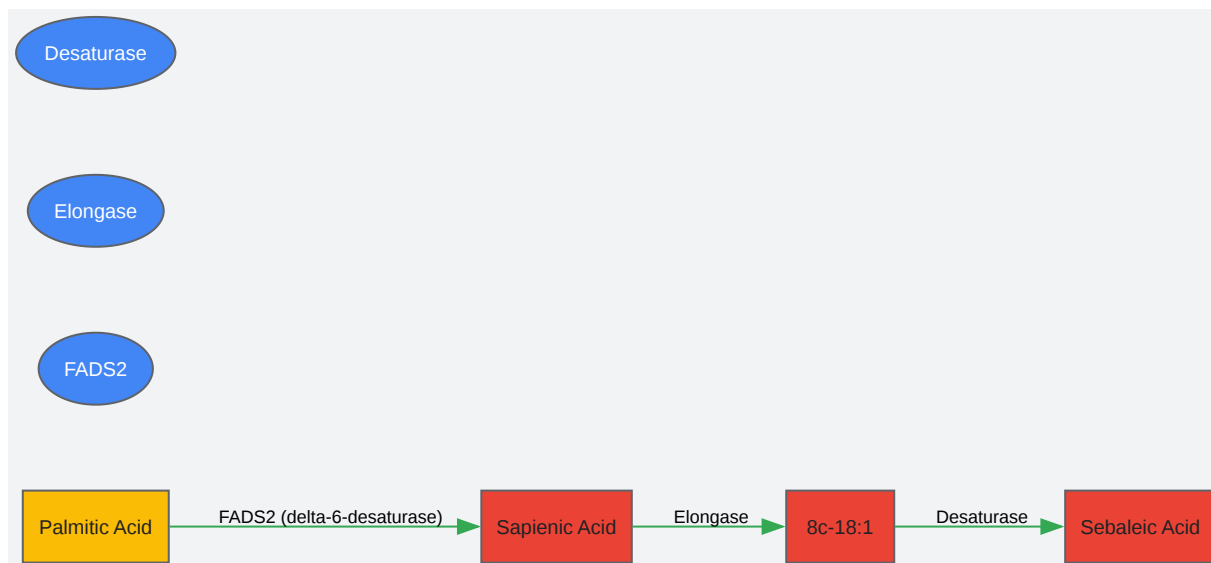 Desaturase
Elongase
FADS2
Palmitic Acid
FADS2 (delta-6-desaturase)
Sapienic Acid
Elongase
8c-18:1
Desaturase
Sebaleic Acid